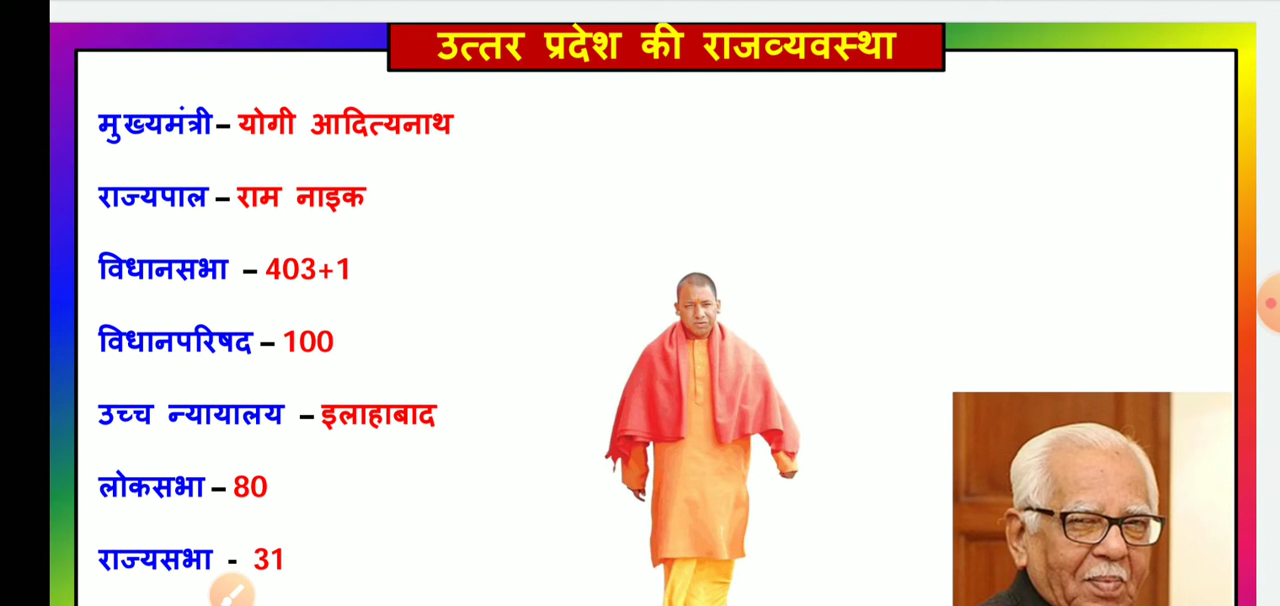 उत्तर प्रदेश की राजव्यवस्था
मुख्यमंत्री– योगी आदित्यनाथ
राज्यपाल – राम नाइक
विधानसभा – 403+1
विधानपरिषद – 100
उच्च न्यायालय – इलाहाबाद
लोकसभा – 80
राज्यसभा - 31